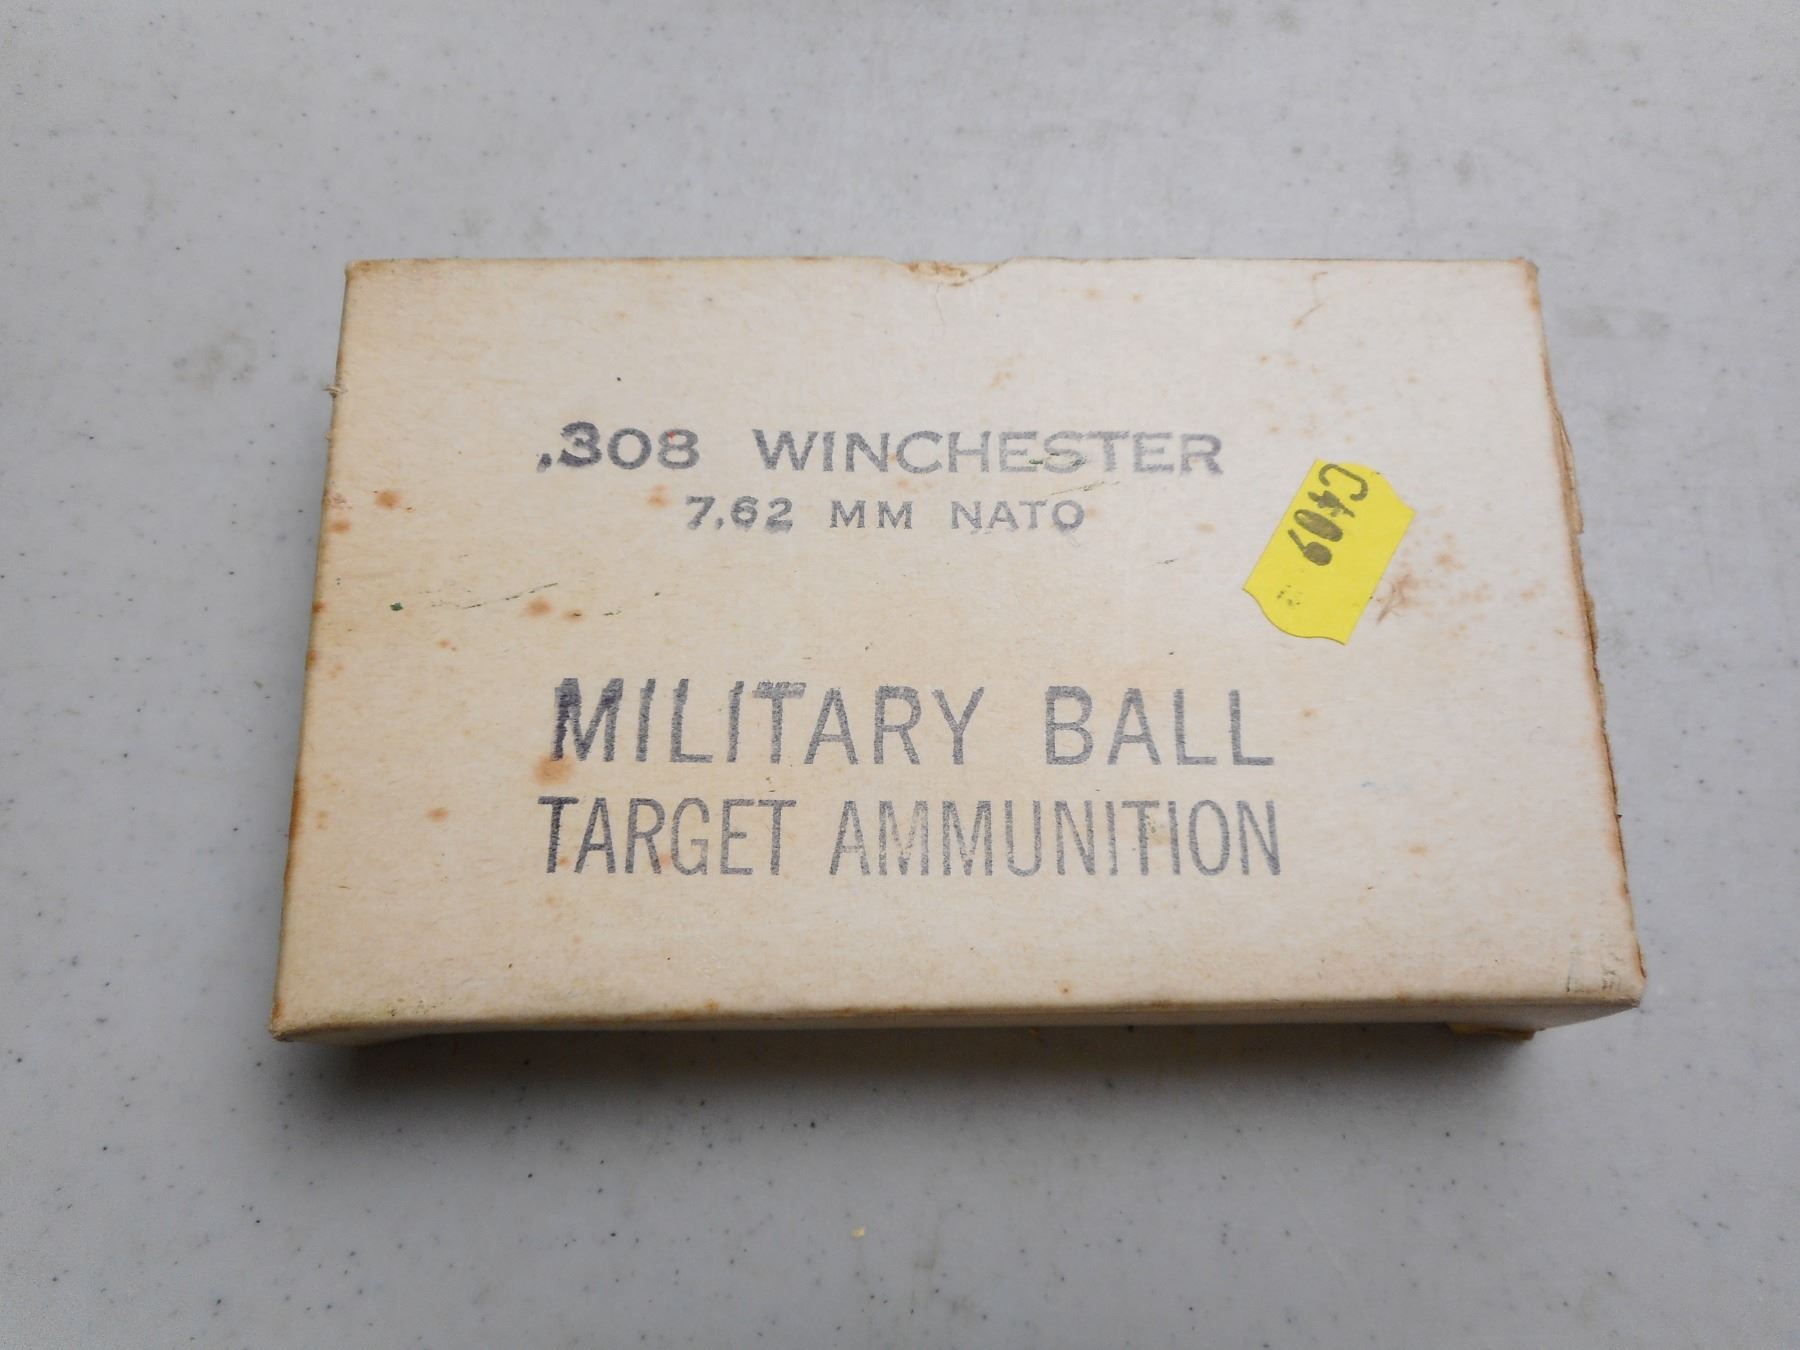 .308 WINCHESTER
7.62 MM NATO
C409
MILITARY BALL
TARGET AMMUNITION